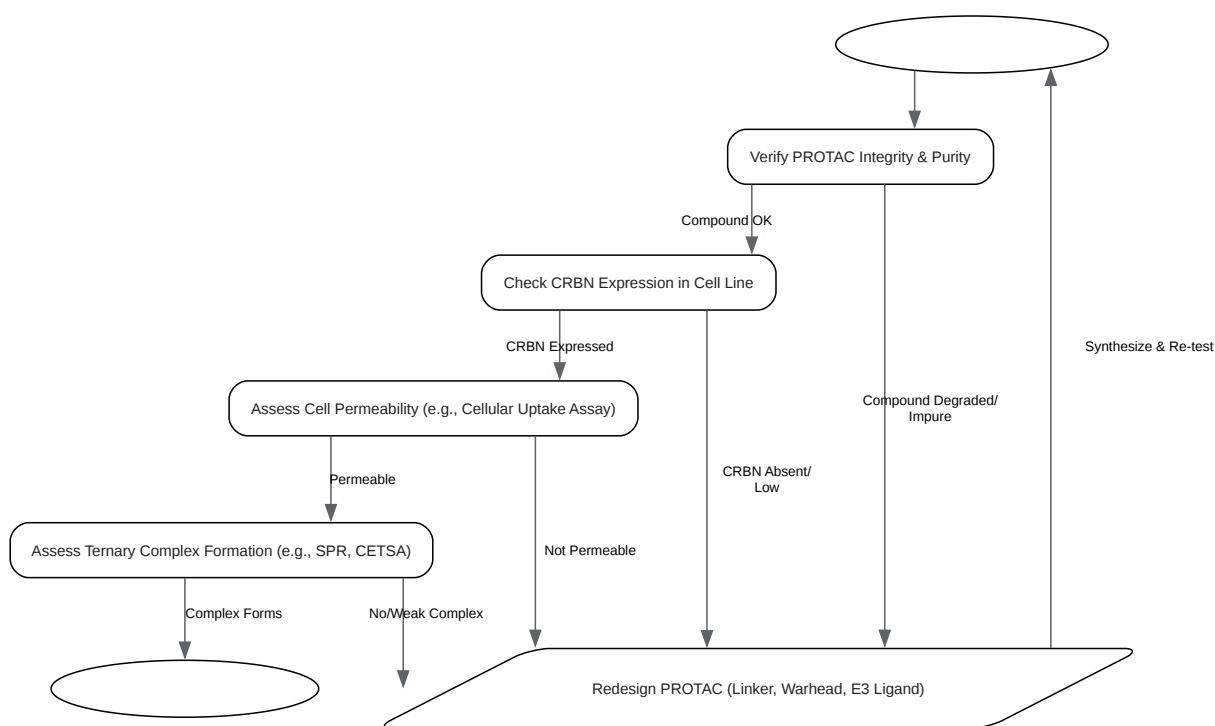 Verify PROTAC Integrity & Purity
Compound OK
Check CRBN Expression in Cell Line
CRBN Expressed
Synthesize & Re-test
Assess Cell Permeability (e.g., Cellular Uptake Assay)
Compound Degraded/
Impure
Permeable
CRBN Absent/
Low
Assess Ternary Complex Formation (e.g., SPR, CETSA)
Not Permeable
Complex Forms
No/Weak Complex
Redesign PROTAC (Linker, Warhead, E3 Ligand)